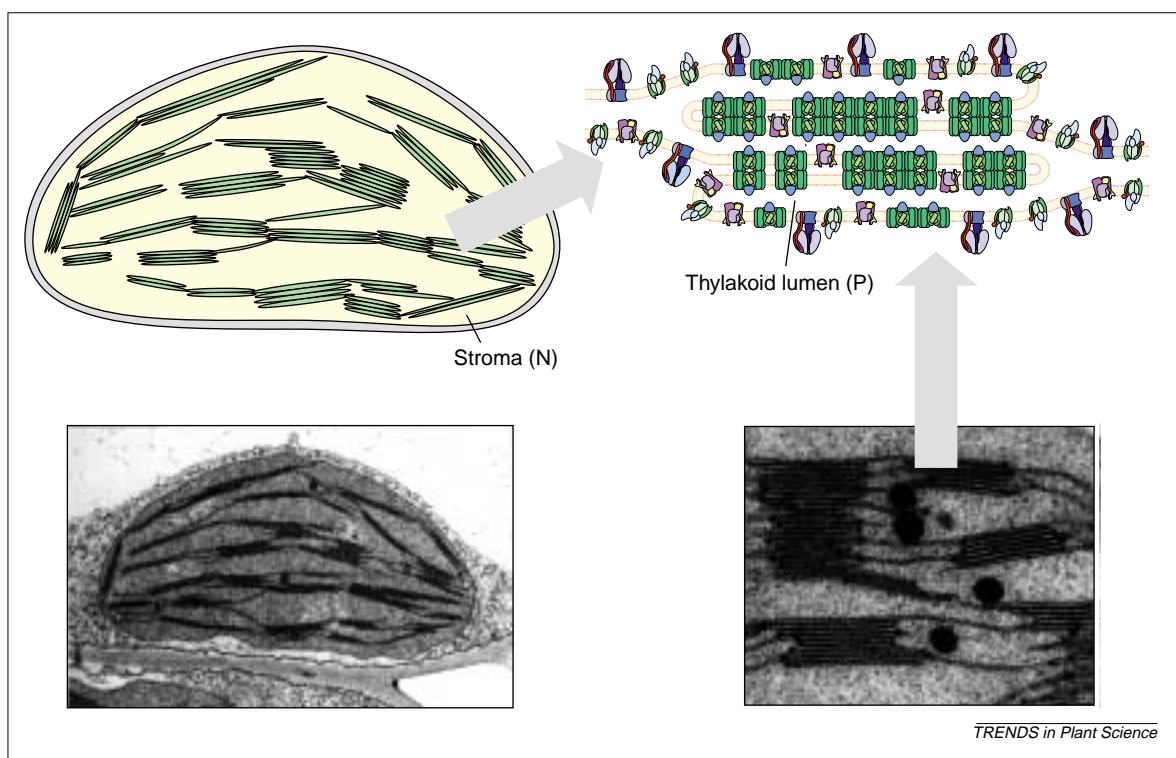 Thylakoid lumen (P)
Stroma (N)
TRENDS in Plant Science